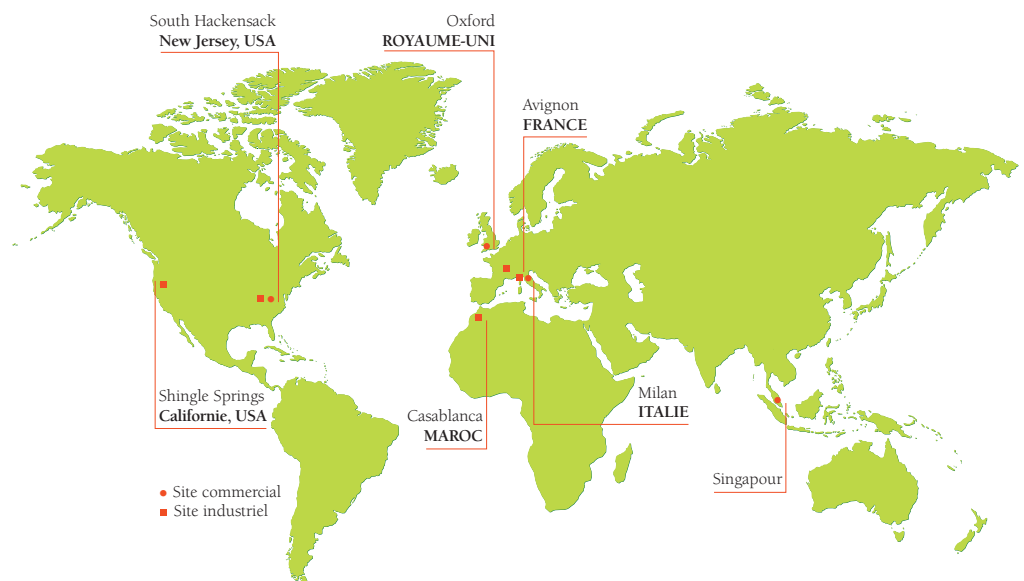 South Hackensack
New Jersey, USA
Oxford
ROYAUME-UNI
Avignon
FRANCE
Shingle Springs
Californie, USA
Casablanca
MAROC
Milan
ITALIE
Singapour
Site commercial
Site industriel